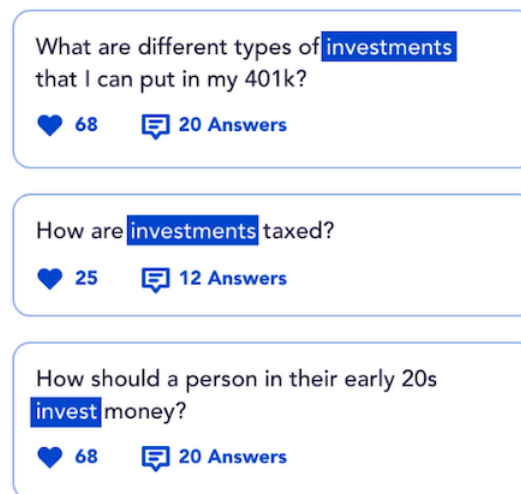 What are different types of investments
that I can put in my 401k?
68 20 Answers
How are investments taxed?
25 12 Answers
How should a person in their early 20s
invest money?
68 20 Answers